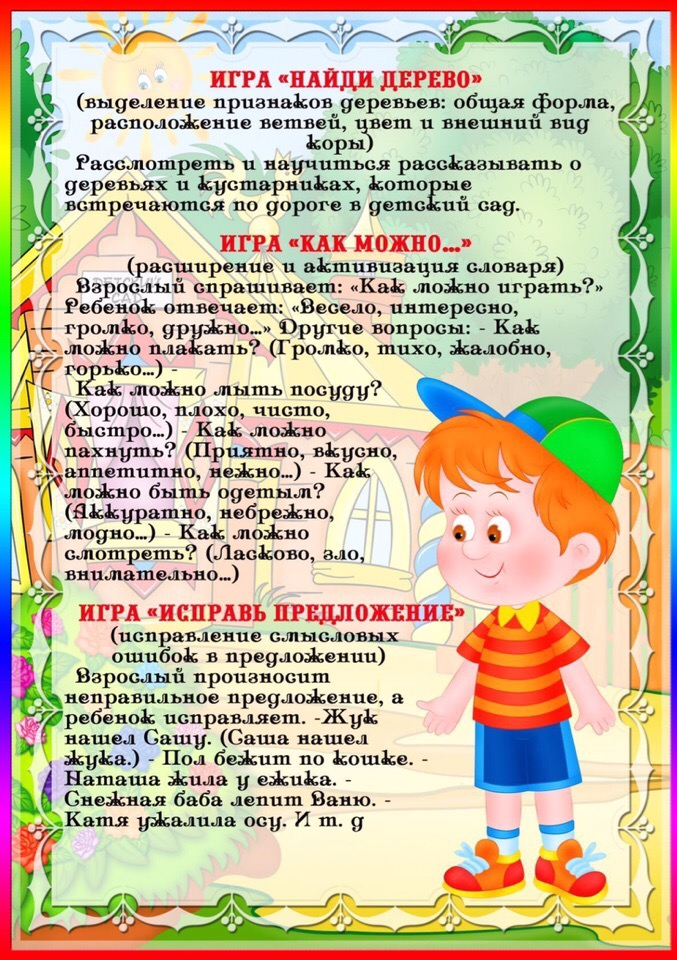 ИГРА «НАЙДИ ДЕРЕВО»
(выделение признаков деревьев: общая форма,
расположение ветвей, цвет и внешний вид
коры)
Рассмотреть и научиться рассказывать о
деревьях и кустарниках, которые
встречаются по дороге в детский сад.
ИГРА «КАК МОЖНО...»
(расширение и активизация словаря)
Взрослый спрашивает: «Как можно играть?»
Ребенок отвечает: «Весело, интересно,
громко, дружно...» Другие вопросы: - Как
можно плакать? (Громко, тихо, жалобно,
горько...) -
Как можно мыть посуду?
(Хорошо, плохо, чисто,
быстро...) - Как можно
пахнуть? (Приятно, вкусно,
аппетитно, нежно...) - Как
можно быть одетым?
(Аккуратно, небрежно,
модно...) - Как можно
смотреть? (Ласково, зло,
внимательно...)
ИГРА «ИСПРАВЬ ПРЕДЛОЖЕНИЕ»
(исправление смысловых
ошибок в предложении)
Взрослый произносит
неправильное предложение, а
ребенок исправляет. -Жук
нашел Сашу. (Саша нашел
жука.) - Пол бежит по кошке. -
Наташа жила у ежика. -
Снежная баба лепит Ваню. -
Катя ужалила осу. И т. д
ДЕТСКИЙ
САД